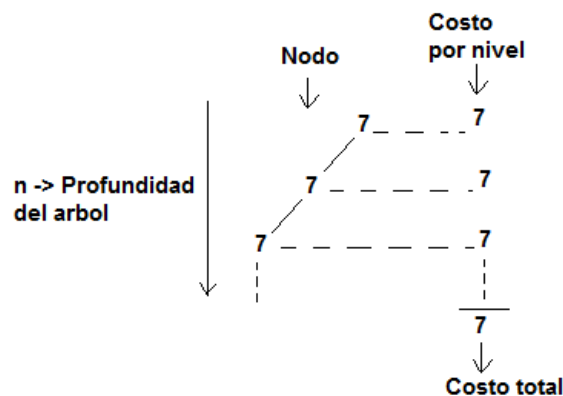 Costo
por nivel
Nodo
7 7
n -> Profundidad
del arbol
7 7
7 7
7
Costo total